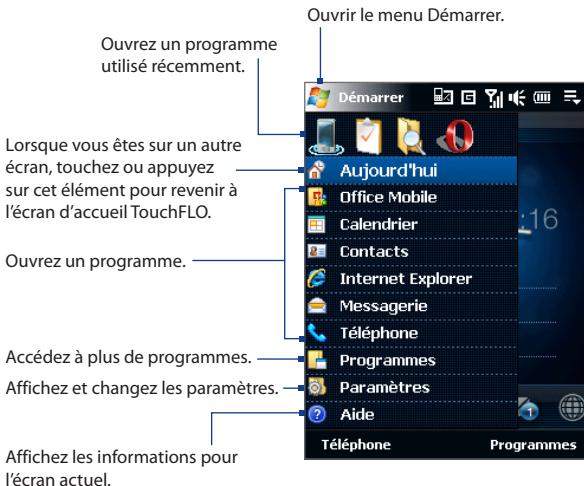 Ouvrir le menu Démarrer.
Ouvrez un programme
utilisé récemment.
Lorsque vous êtes sur un autre
écran, touchez ou appuyez
sur cet élément pour revenir à
l'écran d'accueil TouchFLO.
Ouvrez un programme.
Accédez à plus de programmes.
Affichez et changez les paramètres.
Affichez les informations pour
l'écran actuel.
Démarrer
Aujourd'hui
Office Mobile
:16
Calendrier
Contacts
Internet Explorer
Messagerie
Téléphone
Programmes
Paramètres
Aide
1
Téléphone Programmes